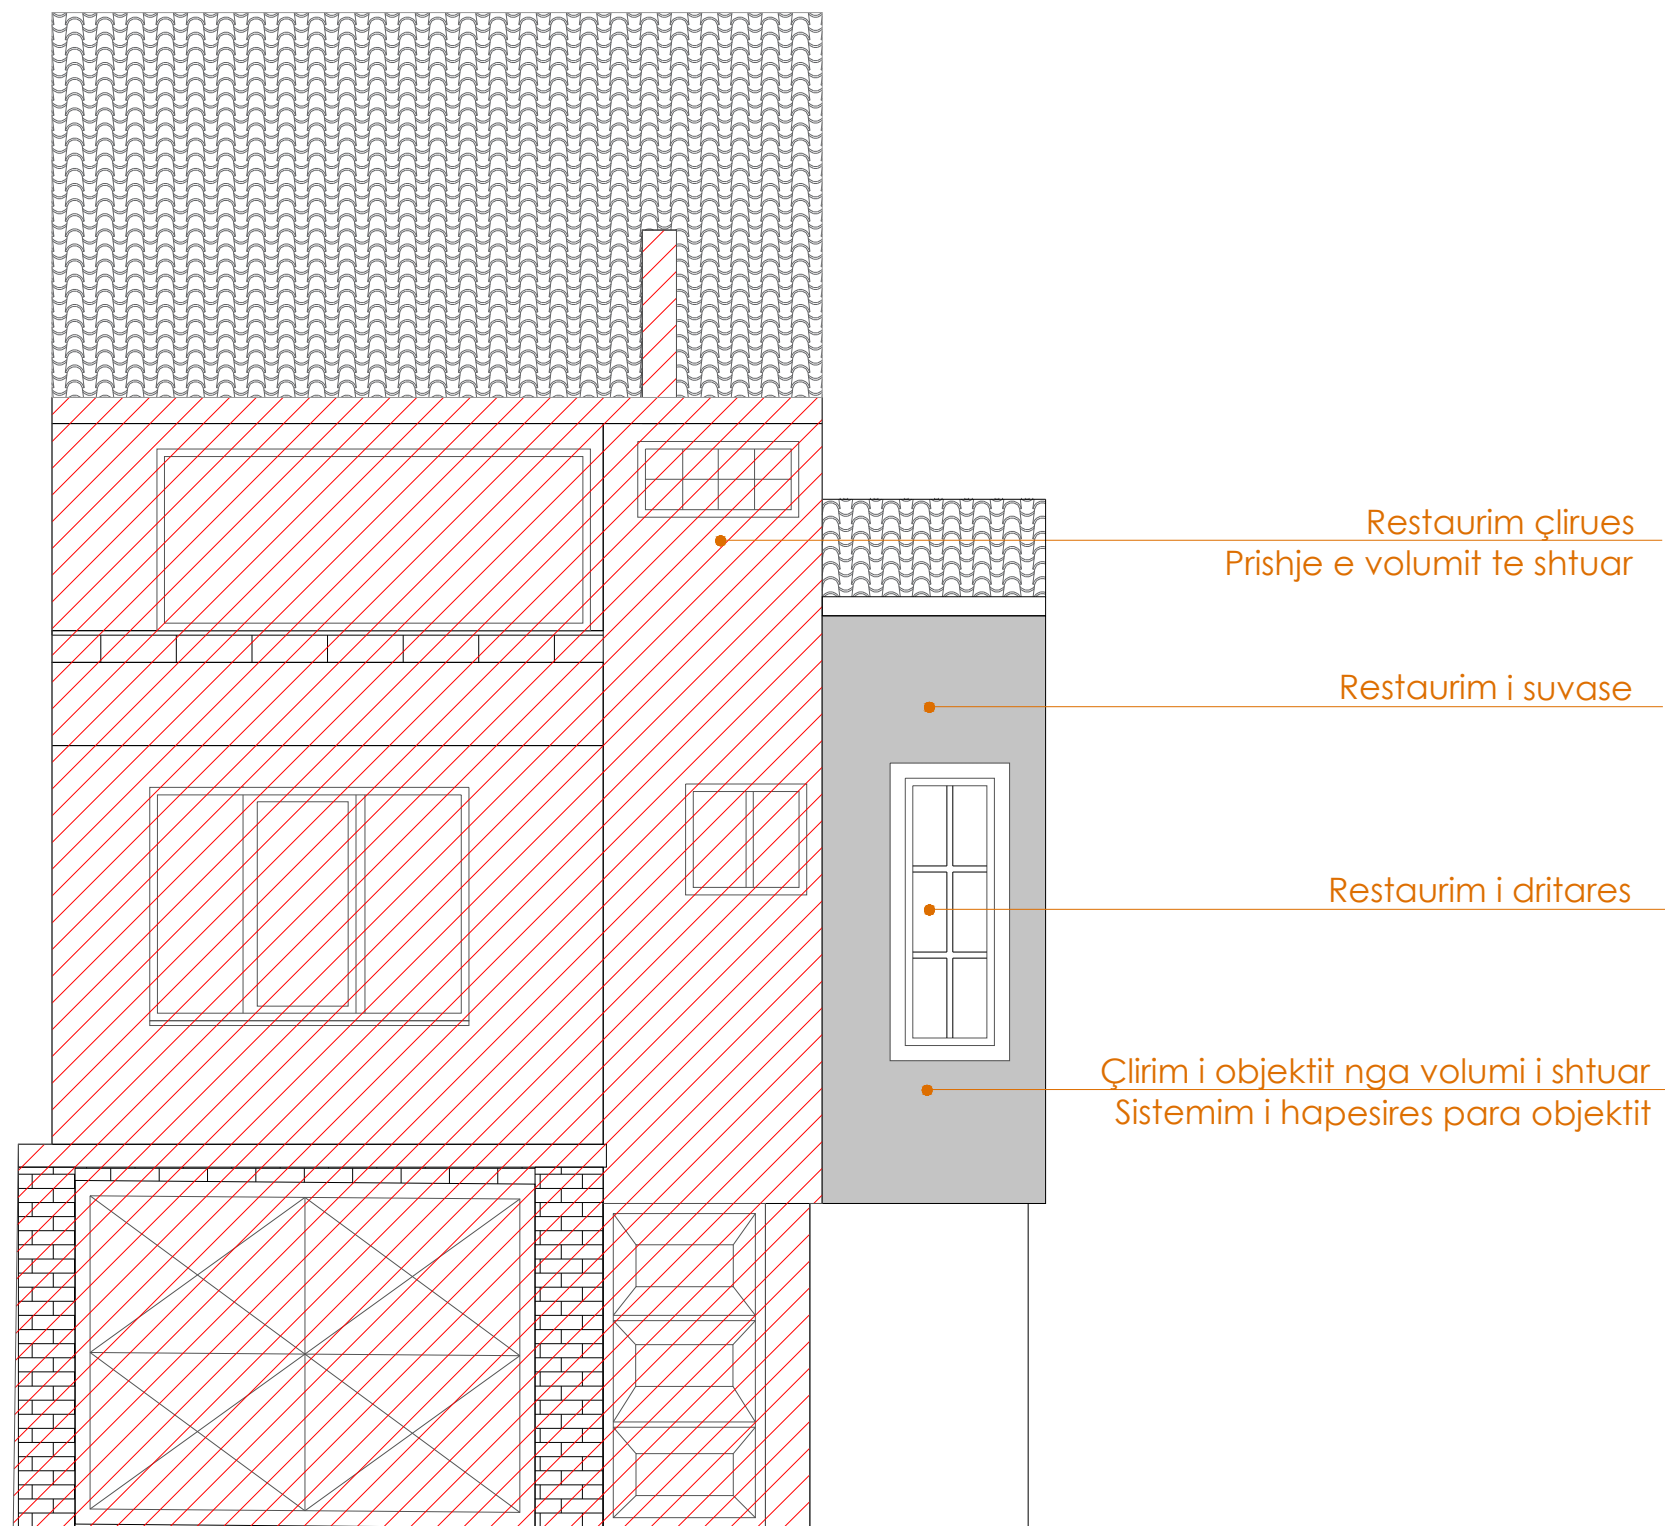 Restaurim çlirues
Prishje e volumit te shtuar
Restaurim i suvase
Restaurim i dritares
Çlirim i objektit nga volumi i shtuar
Sistemim i hapesires para objektit